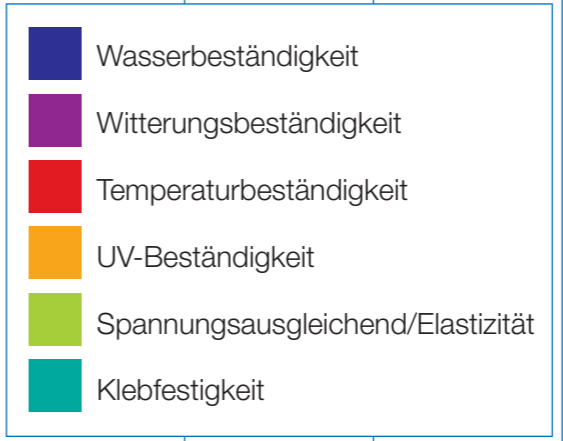 Wasserbeständigkeit
Witterungsbeständigkeit
Temperaturbeständigkeit
UV-Beständigkeit
Spannungsausgleichend/Elastizität
Klebfestigkeit